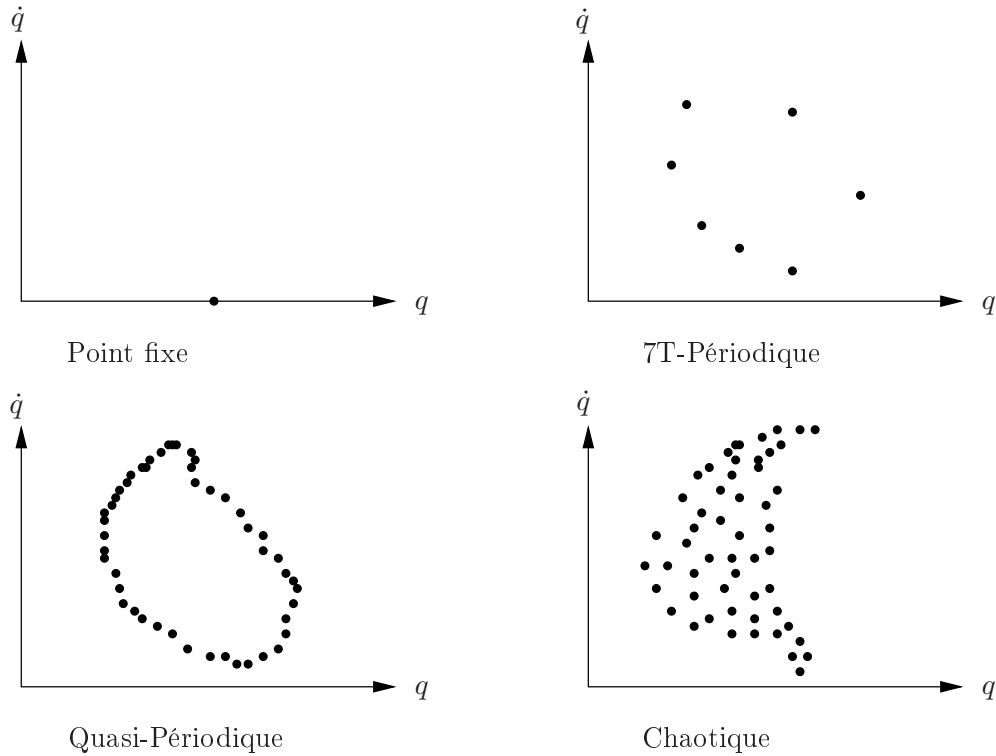 q̇
q
Point fixe
q̇
q
7T-Périodique
q̇
q
Quasi-Périodique
q̇
q
Chaotique